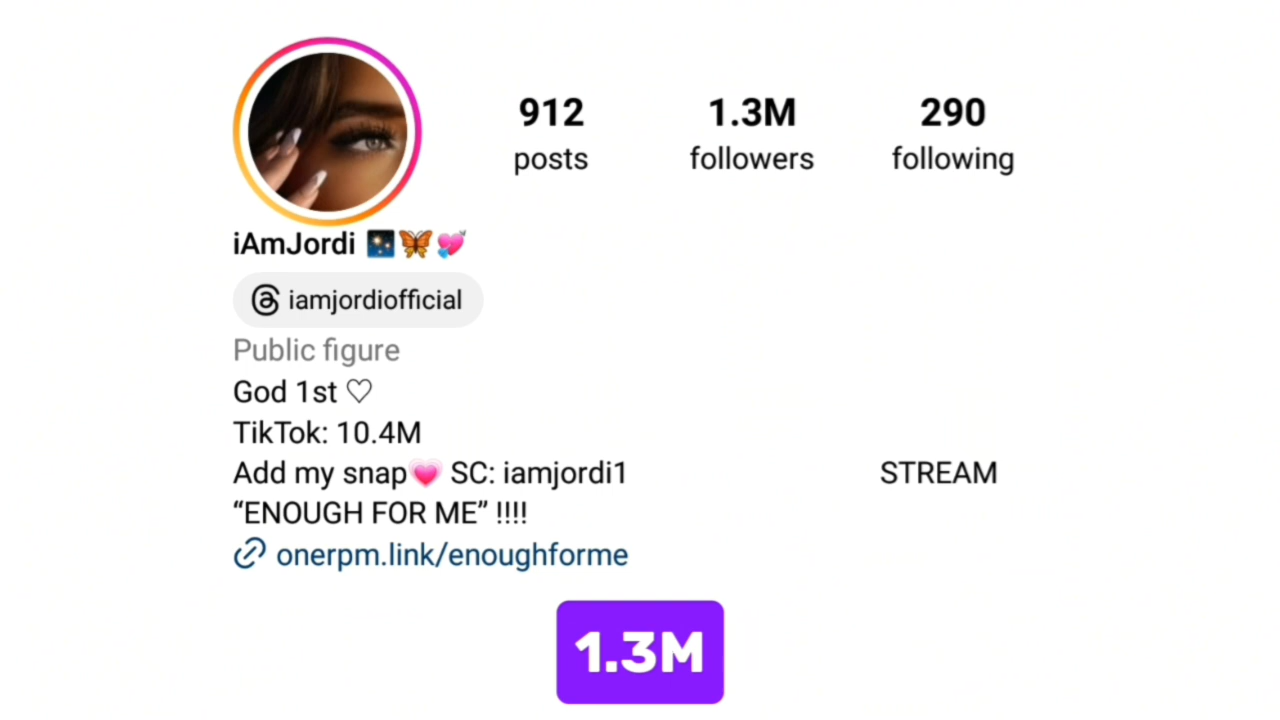 912 1.3M 290
posts followers following
iAmJordi 🌠🦋💘
iamjordiofficial
Public figure
God 1st ♡
TikTok: 10.4M
Add my snap💗 SC: iamjordi1 STREAM
“ENOUGH FOR ME” !!!!
onerpm.link/enoughforme
1.3M